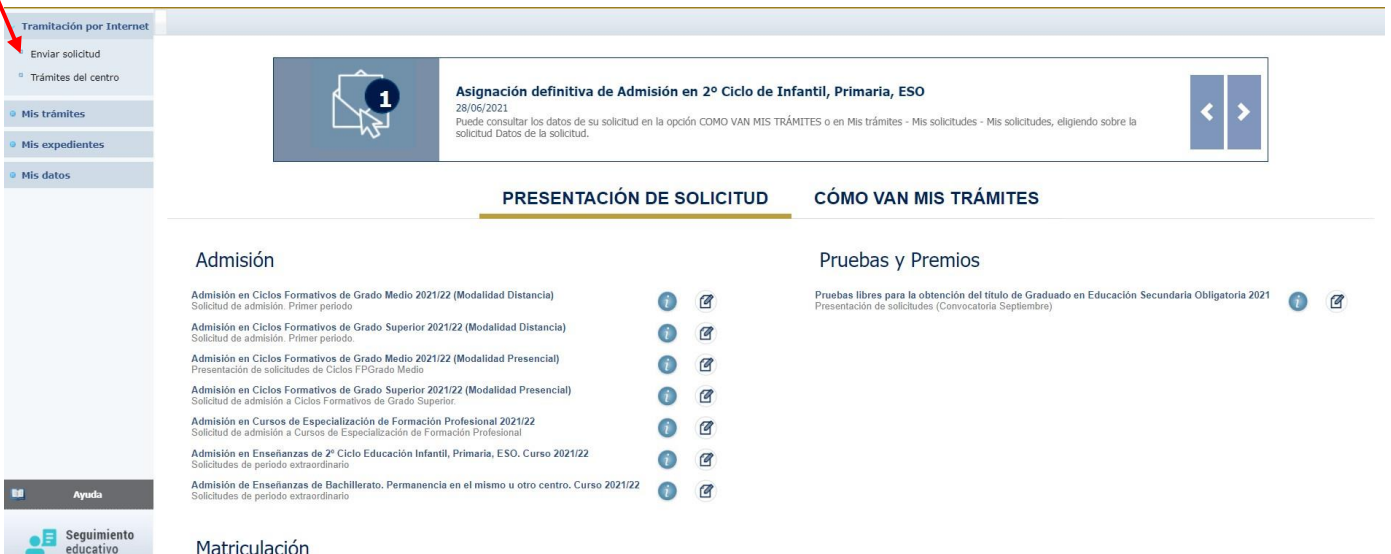 Tramitación por Internet
Enviar solicitud
Trámites del centro
Mis trámites
Mis expedientes
Mis datos
1
Asignación definitiva de Admisión en 2º Ciclo de Infantil, Primaria, ESO
28/06/2021
Puede consultar los datos de su solicitud en la opción COMO VAN MIS TRÁMITES o en Mis trámites - Mis solicitudes - Mis solicitudes, eligiendo sobre la
solicitud Datos de la solicitud.
PRESENTACIÓN DE SOLICITUD
CÓMO VAN MIS TRÁMITES
Admisión
Admisión en Ciclos Formativos de Grado Medio 2021/22 (Modalidad Distancia)
Solicitud de admisión. Primer periodo
Admisión en Ciclos Formativos de Grado Superior 2021/22 (Modalidad Distancia)
Solicitud de admisión. Primer periodo.
Admisión en Ciclos Formativos de Grado Medio 2021/22 (Modalidad Presencial)
Presentación de solicitudes de Ciclos FPGrado Medio
Admisión en Ciclos Formativos de Grado Superior 2021/22 (Modalidad Presencial)
Solicitud de admisión a Ciclos Formativos de Grado Superior.
Admisión en Cursos de Especialización de Formación Profesional 2021/22
Solicitud de admisión a Cursos de Especialización de Formación Profesional
Admisión en Enseñanzas de 2º Ciclo Educación Infantil, Primaria, ESO. Curso 2021/22
Solicitudes de periodo extraordinario
Admisión de Enseñanzas de Bachillerato. Permanencia en el mismo u otro centro. Curso 2021/22
Solicitudes de periodo extraordinario
Pruebas y Premios
Pruebas libres para la obtención del título de Graduado en Educación Secundaria Obligatoria 2021
Presentación de solicitudes (Convocatoria Septiembre)
Ayuda
Seguimiento
educativo
Matriculación